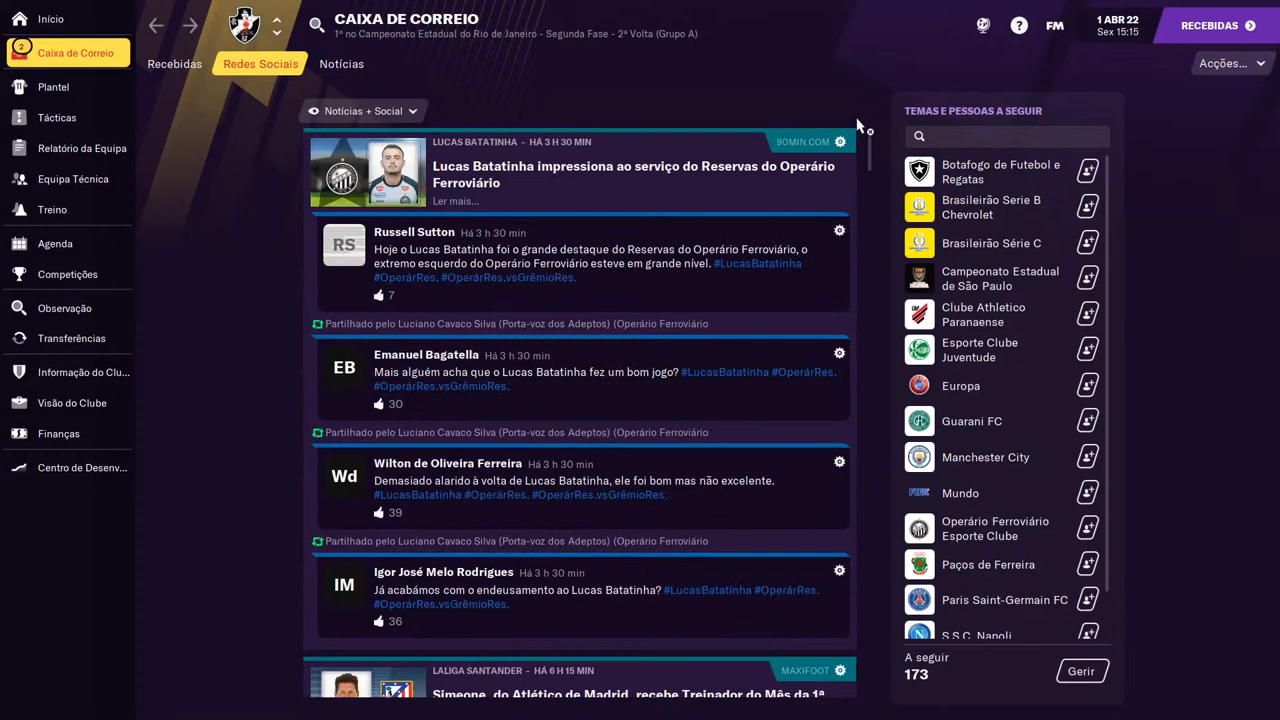 Início
2
Caixa de Correio
Plantel
Tácticas
Relatório da Equipa
Equipa Técnica
Treino
Agenda
Competições
Observação
Transferências
Informação do Clu...
Visão do Clube
Finanças
Centro de Desenv...
CAIXA DE CORREIO
1º no Campeonato Estadual do Rio de Janeiro - Segunda Fase - 2ª Volta (Grupo A)
FM
1 ABR 22
Sex 15:15
RECEBIDAS
Recebidas
Redes Sociais
Notícias
Acções...
Notícias + Social
LUCAS BATATINHA - HÁ 3 H 30 MIN
90MIN.COM
Lucas Batatinha impressiona ao serviço do Reservas do Operário
Ferroviário
Ler mais...
RS
Russell Sutton Há 3 h 30 min
Hoje o Lucas Batatinha foi o grande destaque do Reservas do Operário Ferroviário, o
extremo esquerdo do Operário Ferroviário esteve em grande nível. #LucasBatatinha
#OperárRes. #OperárRes.vsGrêmioRes.
7
Partilhado pelo Luciano Cavaco Silva (Porta-voz dos Adeptos) (Operário Ferroviário
EB
Emanuel Bagatella Há 3 h 30 min
Mais alguém acha que o Lucas Batatinha fez um bom jogo? #LucasBatatinha #OperárRes.
#OperárRes.vsGrêmioRes.
30
Partilhado pelo Luciano Cavaco Silva (Porta-voz dos Adeptos) (Operário Ferroviário
Wd
Wilton de Oliveira Ferreira Há 3 h 30 min
Demasiado alarido à volta de Lucas Batatinha, ele foi bom mas não excelente.
#LucasBatatinha #OperárRes. #OperárRes.vsGrêmioRes.
39
Partilhado pelo Luciano Cavaco Silva (Porta-voz dos Adeptos) (Operário Ferroviário
IM
Igor José Melo Rodrigues Há 3 h 30 min
Já acabámos com o endeusamento ao Lucas Batatinha? #LucasBatatinha #OperárRes.
#OperárRes.vsGrêmioRes.
36
LALIGA SANTANDER - HÁ 6 H 15 MIN
MAXIFOOT
Simeone, do Atlético de Madrid, recebe Treinador do Mês da 1ª
TEMAS E PESSOAS A SEGUIR
Botafogo de Futebol e
Regatas
Brasileirão Serie B
Chevrolet
Brasileirão Série C
Campeonato Estadual
de São Paulo
Clube Athletico
Paranaense
Esporte Clube
Juventude
Europa
Guarani FC
Manchester City
Mundo
Operário Ferroviário
Esporte Clube
Paços de Ferreira
Paris Saint-Germain FC
S.S.C. Napoli
A seguir
173
Gerir